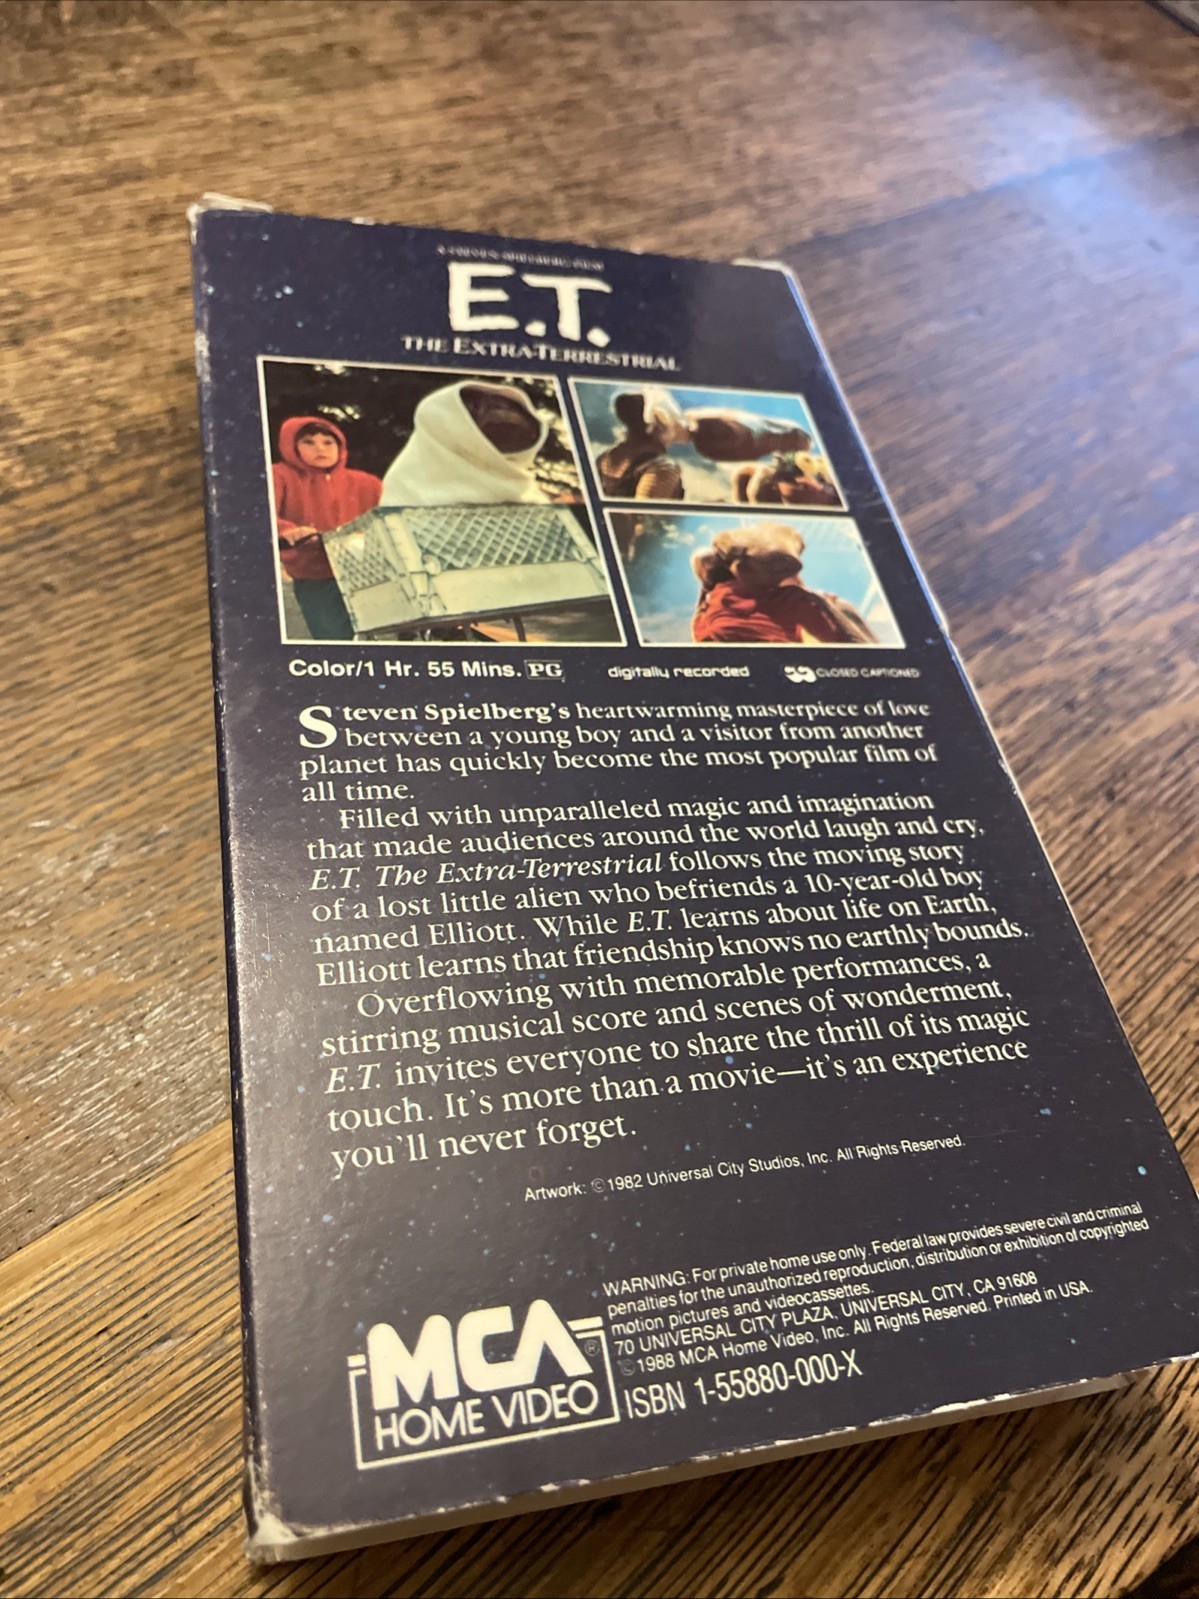 A STEVEN SPIELBERG FILM
E.T.
THE EXTRA-TERRESTRIAL
Color/1 Hr. 55 Mins. PG digitally recorded CLOSED CAPTIONED
Steven Spielberg's heartwarming masterpiece of love
between a young boy and a visitor from another
planet has quickly become the most popular film of
all time.
Filled with unparalleled magic and imagination
that made audiences around the world laugh and cry,
E.T. The Extra-Terrestrial follows the moving story
of a lost little alien who befriends a 10-year-old boy
named Elliott. While E.T. learns about life on Earth,
Elliott learns that friendship knows no earthly bounds.
Overflowing with memorable performances, a
stirring musical score and scenes of wonderment,
E.T. invites everyone to share the thrill of its magic
touch. It's more than a movie—it's an experience
you'll never forget.
Artwork: ©1982 Universal City Studios, Inc. All Rights Reserved.
WARNING: For private home use only. Federal law provides severe civil and criminal
penalties for the unauthorized reproduction, distribution or exhibition of copyrighted
motion pictures and videocassettes.
70 UNIVERSAL CITY PLAZA, UNIVERSAL CITY, CA 91608
©1988 MCA Home Video, Inc. All Rights Reserved. Printed in USA.
MCA®
HOME VIDEO
ISBN 1-55880-000-X